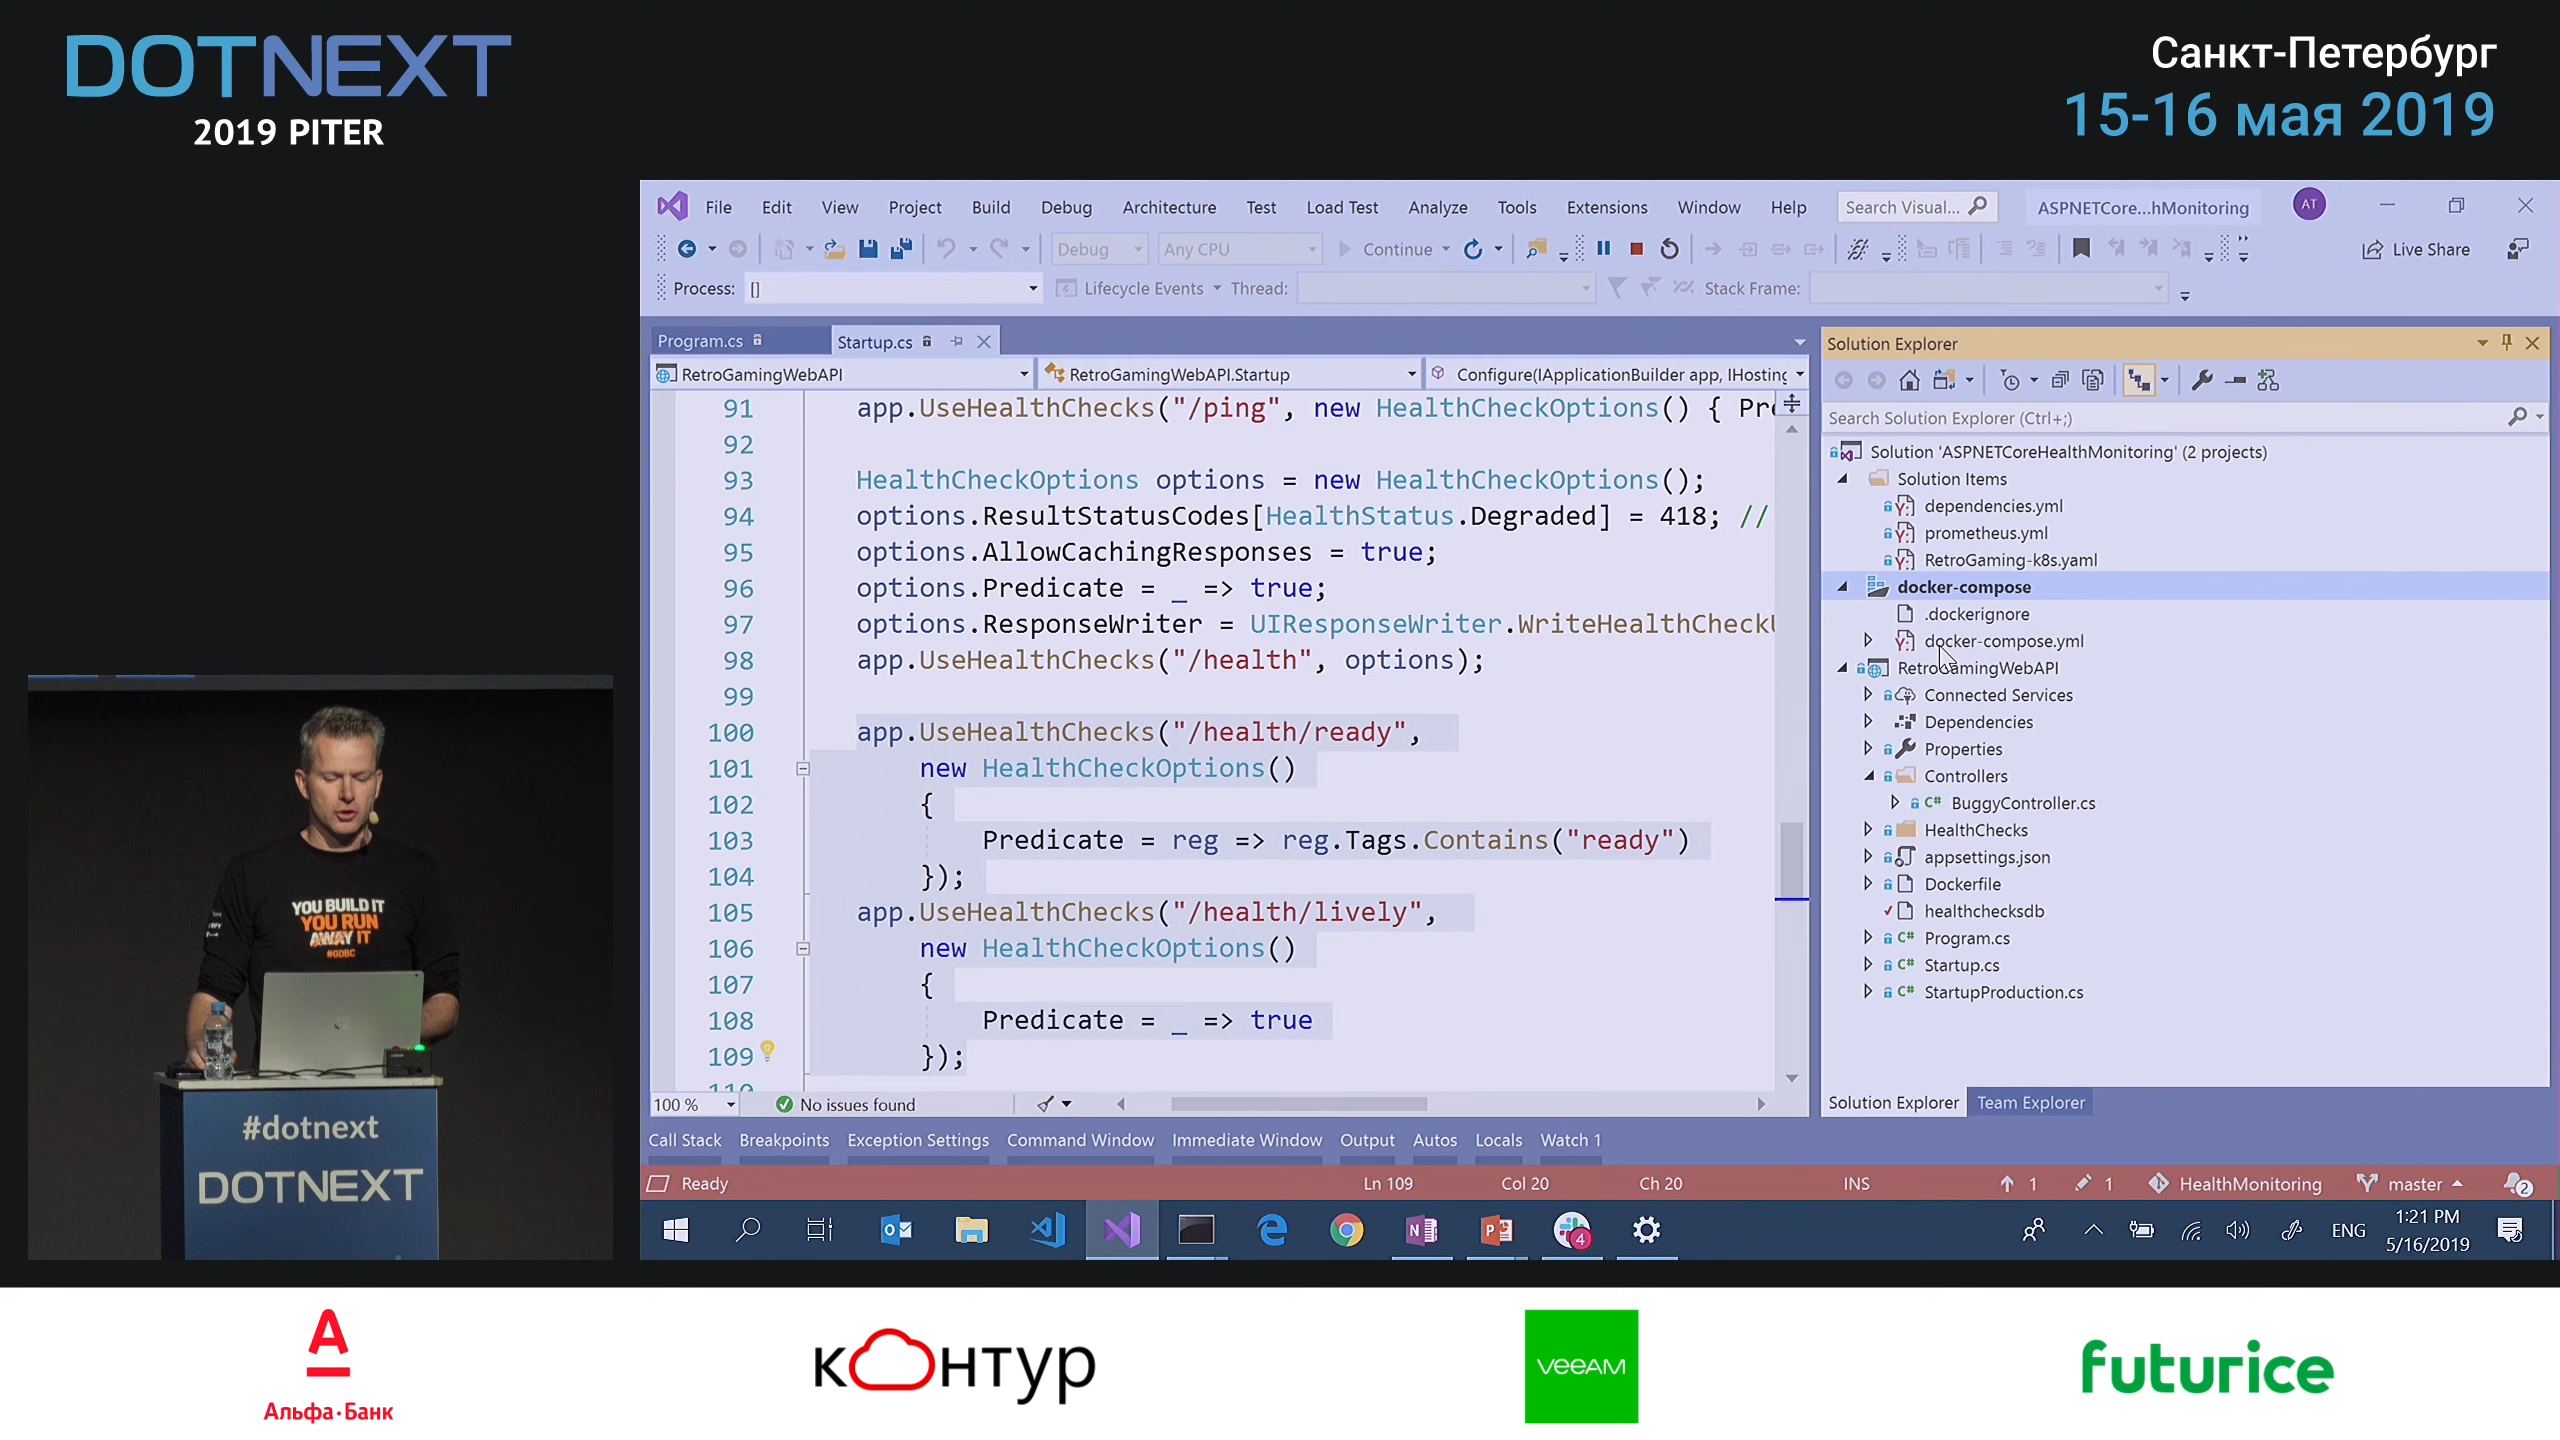 DOTNEXT
2019 PITER
Санкт-Петербург
15-16 мая 2019
File Edit View Project Build Debug Architecture Test Load Test Analyze Tools Extensions Window Help Search Visual... ASPNETCore...hMonitoring AT
Debug Any CPU Continue Live Share
Process: [] Lifecycle Events Thread: Stack Frame:
Program.cs Startup.cs
RetroGamingWebAPI RetroGamingWebAPI.Startup Configure(IApplicationBuilder app, IHosting
91 app.UseHealthChecks("/ping", new HealthCheckOptions() { Pr
92
93 HealthCheckOptions options = new HealthCheckOptions();
94 options.ResultStatusCodes[HealthStatus.Degraded] = 418; //
95 options.AllowCachingResponses = true;
96 options.Predicate = _ => true;
97 options.ResponseWriter = UIResponseWriter.WriteHealthCheckU
98 app.UseHealthChecks("/health", options);
99
100 app.UseHealthChecks("/health/ready",
101 new HealthCheckOptions()
102 {
103 Predicate = reg => reg.Tags.Contains("ready")
104 });
105 app.UseHealthChecks("/health/lively",
106 new HealthCheckOptions()
107 {
108 Predicate = _ => true
109 });
110
100 % No issues found
Solution Explorer
Search Solution Explorer (Ctrl+;)
Solution 'ASPNETCoreHealthMonitoring' (2 projects)
Solution Items
dependencies.yml
prometheus.yml
RetroGaming-k8s.yaml
docker-compose
.dockerignore
docker-compose.yml
RetroGamingWebAPI
Connected Services
Dependencies
Properties
Controllers
C# BuggyController.cs
HealthChecks
appsettings.json
Dockerfile
healthchecksdb
C# Program.cs
C# Startup.cs
C# StartupProduction.cs
Solution Explorer Team Explorer
Call Stack Breakpoints Exception Settings Command Window Immediate Window Output Autos Locals Watch 1
Ready Ln 109 Col 20 Ch 20 INS 1 1 HealthMonitoring master 2
4 ENG 1:21 PM
5/16/2019
YOU BUILD IT
YOU RUN
AWAY IT
#GDBC
#dotnext
DOTNEXT
Альфа·Банк
контур
veeam
futurice